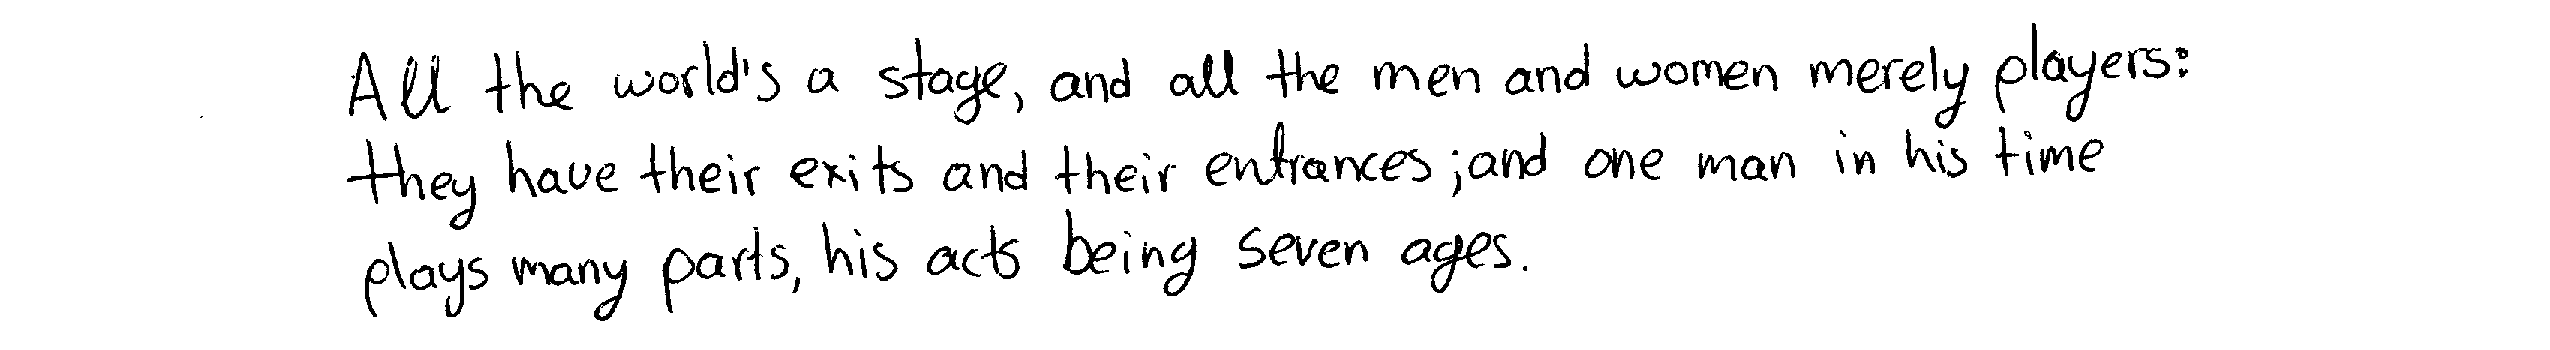 All the world's a stage, and all the men and women merely players:
they have their exits and their entrances; and one man in his time
plays many parts, his acts being seven ages.